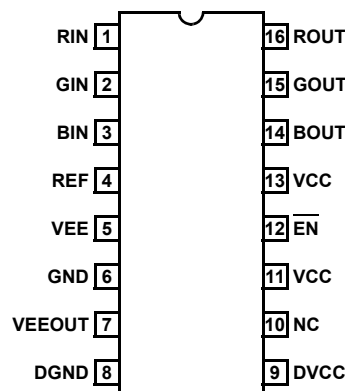 RIN 1 16 ROUT
GIN 2 15 GOUT
BIN 3 14 BOUT
REF 4 13 VCC
VEE 5 12 E̅N̅
GND 6 11 VCC
VEEOUT 7 10 NC
DGND 8 9 DVCC